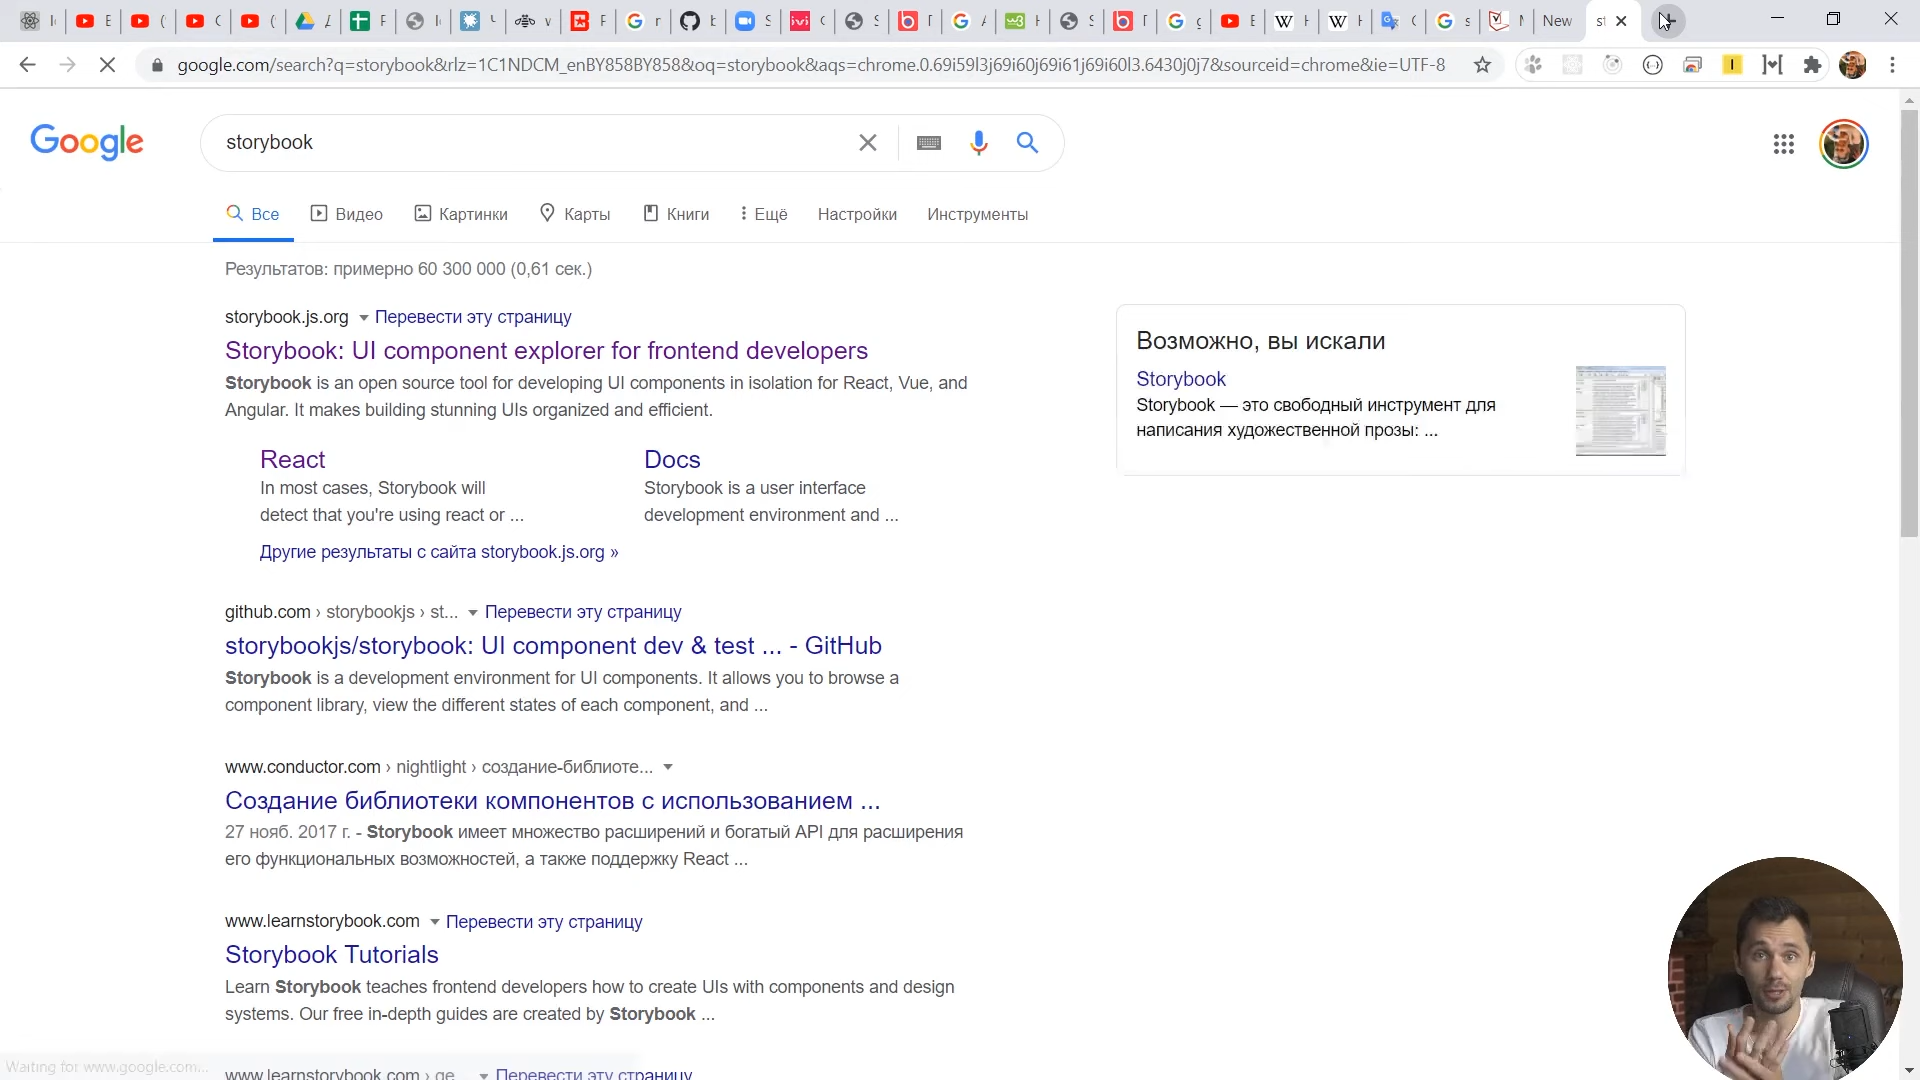 New
google.com/search?q=storybook&rlz=1C1NDCM_enBY858BY858&oq=storybook&aqs=chrome.0.69i59l3j69i60j69i61j69i60l3.6430j0j7&sourceid=chrome&ie=UTF-8
Google
storybook
Все Видео Картинки Карты Книги Ещё Настройки Инструменты
Результатов: примерно 60 300 000 (0,61 сек.)
storybook.js.org Перевести эту страницу
Storybook: UI component explorer for frontend developers
Storybook is an open source tool for developing UI components in isolation for React, Vue, and
Angular. It makes building stunning UIs organized and efficient.
React
In most cases, Storybook will
detect that you're using react or ...
Docs
Storybook is a user interface
development environment and ...
Другие результаты с сайта storybook.js.org »
github.com › storybookjs › st... Перевести эту страницу
storybookjs/storybook: UI component dev & test ... - GitHub
Storybook is a development environment for UI components. It allows you to browse a
component library, view the different states of each component, and ...
www.conductor.com › nightlight › создание-библиоте...
Создание библиотеки компонентов с использованием ...
27 нояб. 2017 г. - Storybook имеет множество расширений и богатый API для расширения
его функциональных возможностей, а также поддержку React ...
www.learnstorybook.com Перевести эту страницу
Storybook Tutorials
Learn Storybook teaches frontend developers how to create UIs with components and design
systems. Our free in-depth guides are created by Storybook ...
www.learnstorybook.com › ge... Перевести эту страницу
Возможно, вы искали
Storybook
Storybook — это свободный инструмент для
написания художественной прозы: ...
Waiting for www.google.com...